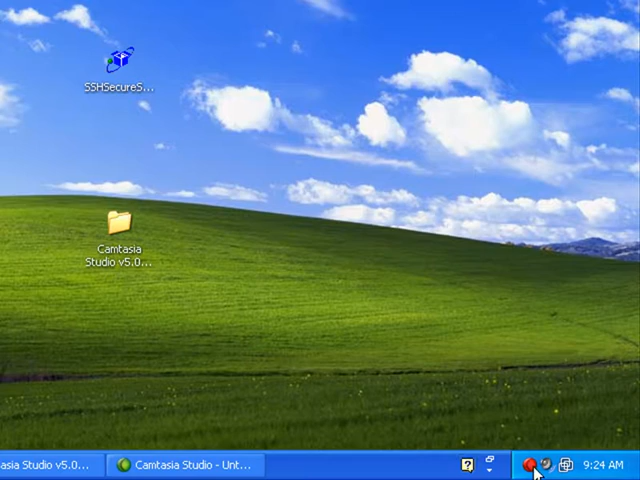 SSHSecureS...
Camtasia
Studio v5.0...
asia Studio v5.0...
Camtasia Studio - Unt...
?
9:24 AM